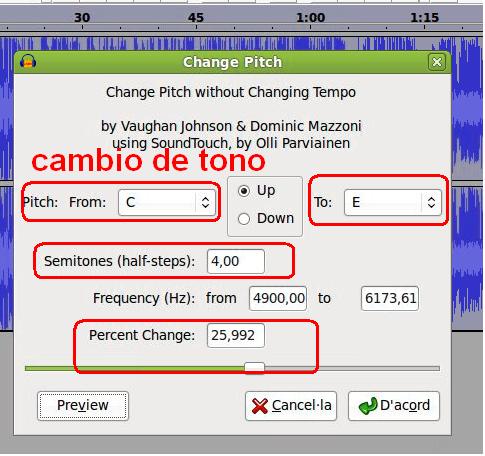 30 45 1:00 1:15
Change Pitch
Change Pitch without Changing Tempo
by Vaughan Johnson & Dominic Mazzoni
using SoundTouch, by Olli Parviainen
cambio de tono
Pitch: From: C Up To: E
Down
Semitones (half-steps): 4,00
Frequency (Hz): from 4900,00 to 6173,61
Percent Change: 25,992
Preview Cancel·la D'acord